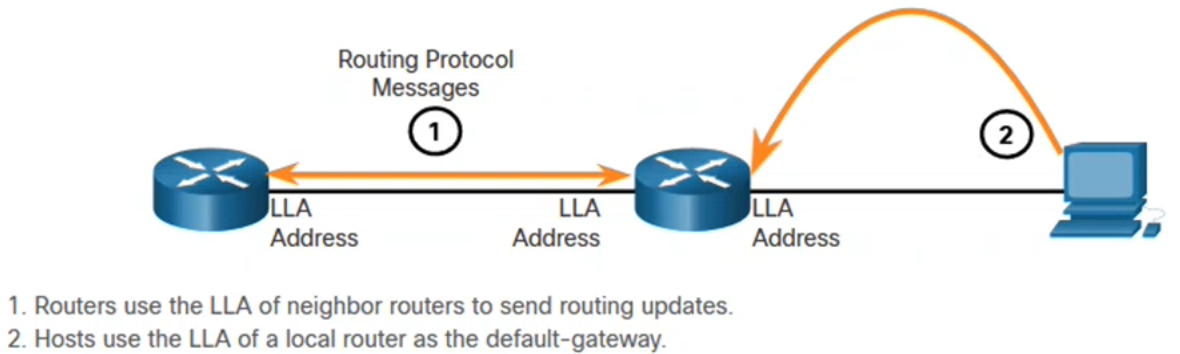 Routing Protocol
Messages
1
2
LLA
Address
LLA
Address
LLA
Address
1. Routers use the LLA of neighbor routers to send routing updates.
2. Hosts use the LLA of a local router as the default-gateway.